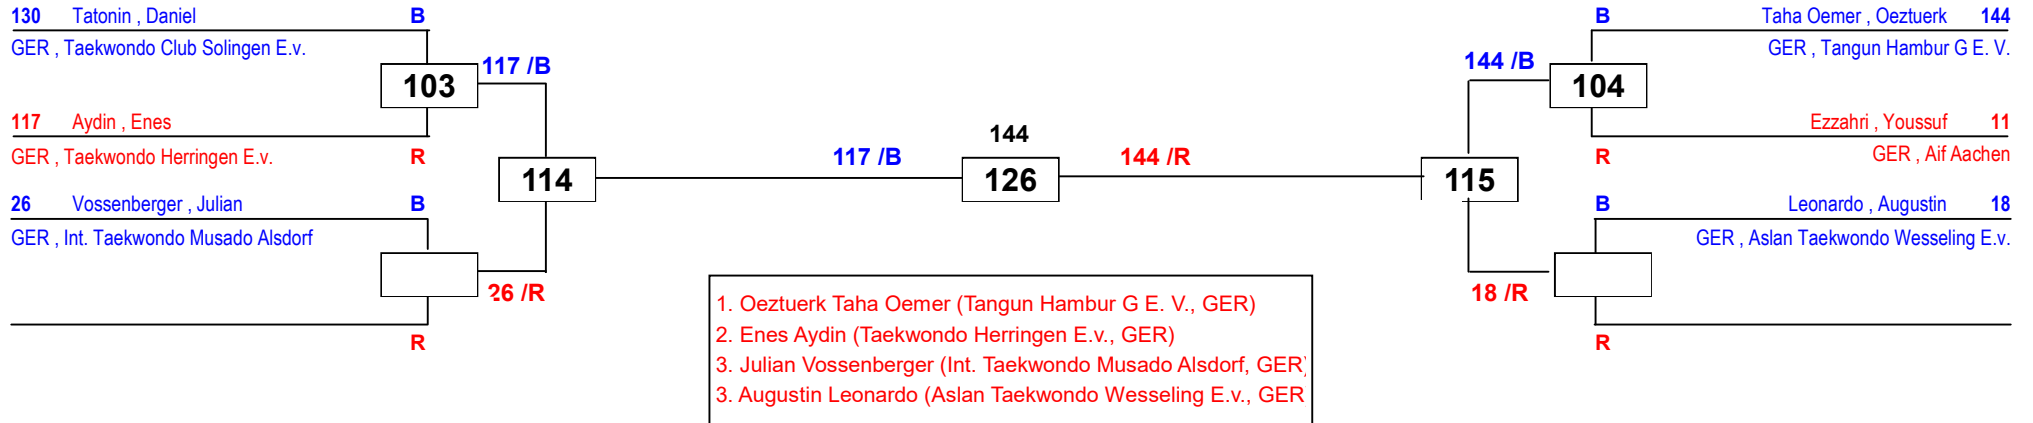 130 Tatonin , Daniel B
GER , Taekwondo Club Solingen E.v.
103
117 /B
117 Aydin , Enes
GER , Taekwondo Herringen E.v. R
114
26 Vossenberger , Julian B
GER , Int. Taekwondo Musado Alsdorf
26 /R
R
117 /B
144
126
144 /R
B Taha Oemer , Oeztuerk 144
GER , Tangun Hambur G E. V.
144 /B
104
Ezzahri , Youssuf 11
R GER , Aif Aachen
115
B Leonardo , Augustin 18
GER , Aslan Taekwondo Wesseling E.v.
18 /R
R
1. Oeztuerk Taha Oemer (Tangun Hambur G E. V., GER)
2. Enes Aydin (Taekwondo Herringen E.v., GER)
3. Julian Vossenberger (Int. Taekwondo Musado Alsdorf, GER)
3. Augustin Leonardo (Aslan Taekwondo Wesseling E.v., GER